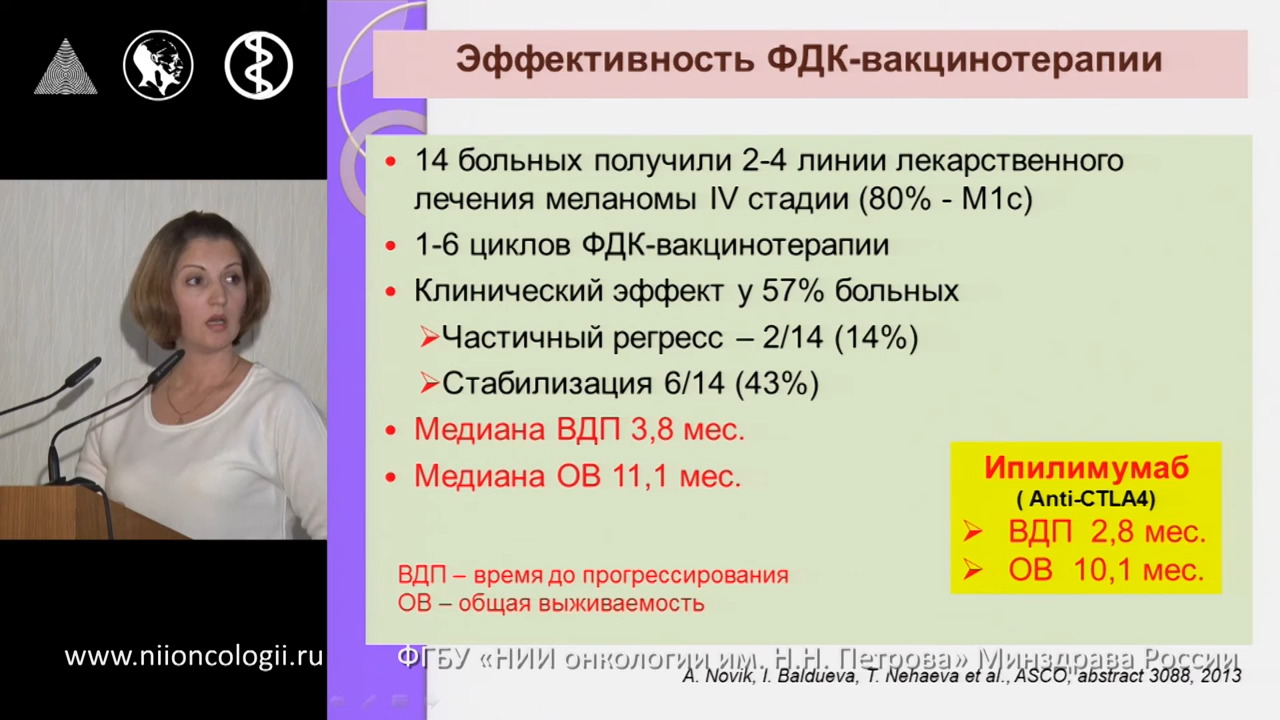 Эффективность ФДК-вакцинотерапии
14 больных получили 2-4 линии лекарственного
лечения меланомы IV стадии (80% - М1с)
1-6 циклов ФДК-вакцинотерапии
Клинический эффект у 57% больных
Частичный регресс – 2/14 (14%)
Стабилизация 6/14 (43%)
Медиана ВДП 3,8 мес.
Медиана ОВ 11,1 мес.
Ипилимумаб
( Anti-CTLA4)
ВДП 2,8 мес.
ОВ 10,1 мес.
ВДП – время до прогрессирования
ОВ – общая выживаемость
www.niioncologii.ru
ФГБУ «НИИ онкологии им. Н.Н. Петрова» Минздрава России
A. Novik, I. Baldueva, T. Nehaeva et al., ASCO, abstract 3088, 2013